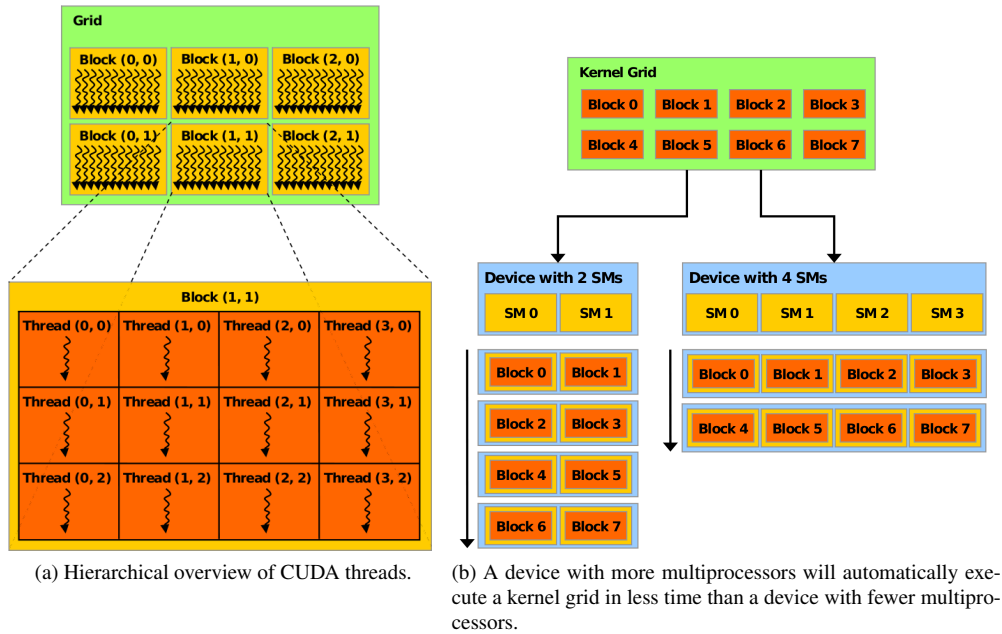 Grid
Block (0, 0) Block (1, 0) Block (2, 0)
Block (0, 1) Block (1, 1) Block (2, 1)
Block (1, 1)
Thread (0, 0) Thread (1, 0) Thread (2, 0) Thread (3, 0)
Thread (0, 1) Thread (1, 1) Thread (2, 1) Thread (3, 1)
Thread (0, 2) Thread (1, 2) Thread (2, 2) Thread (3, 2)
(a) Hierarchical overview of CUDA threads.
Kernel Grid
Block 0 Block 1 Block 2 Block 3
Block 4 Block 5 Block 6 Block 7
Device with 2 SMs
SM 0 SM 1
Block 0 Block 1
Block 2 Block 3
Block 4 Block 5
Block 6 Block 7
Device with 4 SMs
SM 0 SM 1 SM 2 SM 3
Block 0 Block 1 Block 2 Block 3
Block 4 Block 5 Block 6 Block 7
(b) A device with more multiprocessors will automatically exe-
cute a kernel grid in less time than a device with fewer multipro-
cessors.